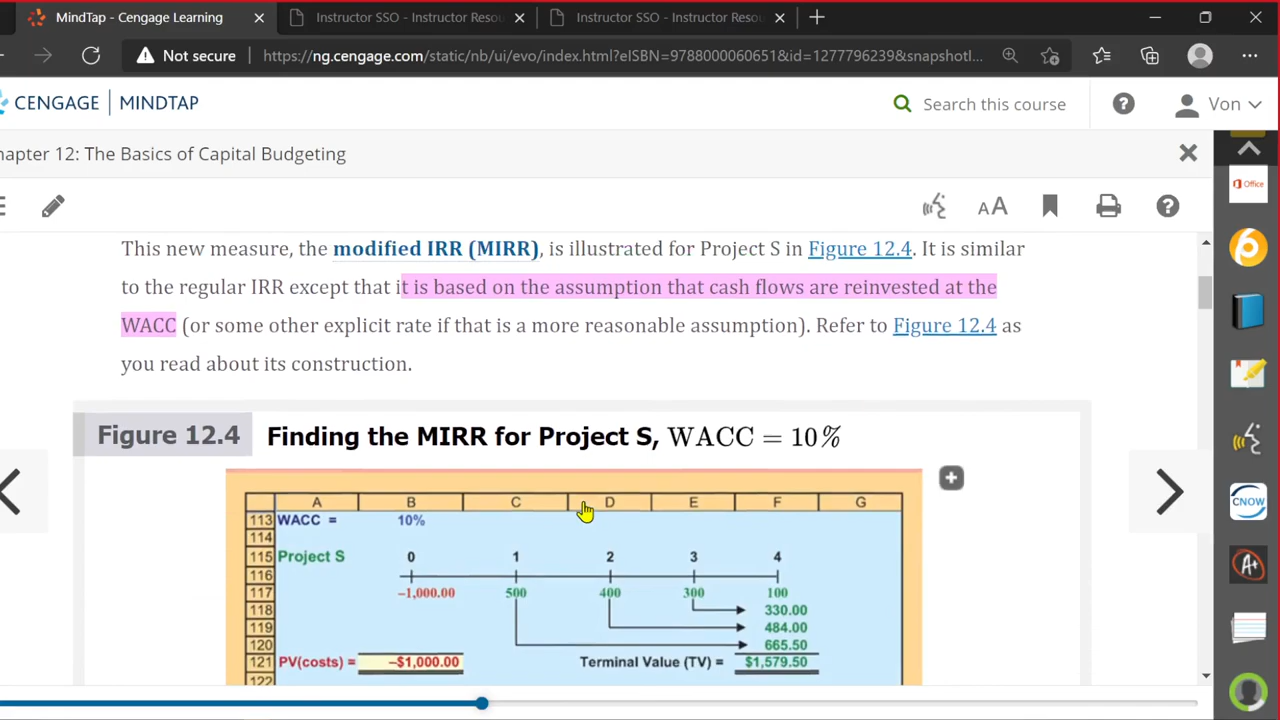 MindTap - Cengage Learning
Instructor SSO - Instructor Resou
Instructor SSO - Instructor Resou
Not secure https://ng.cengage.com/static/nb/ui/evo/index.html?eISBN=9788000060651&id=1277796239&snapshotI...
CENGAGE MINDTAP
Search this course
Von
hapter 12: The Basics of Capital Budgeting
AA
Office
This new measure, the modified IRR (MIRR), is illustrated for Project S in Figure 12.4. It is similar
to the regular IRR except that it is based on the assumption that cash flows are reinvested at the
WACC (or some other explicit rate if that is a more reasonable assumption). Refer to Figure 12.4 as
you read about its construction.
Figure 12.4 Finding the MIRR for Project S, WACC = 10%
A B C D E F G
113 WACC = 10%
114
115 Project S 0 1 2 3 4
116
117 −1,000.00 500 400 300 100
118 330.00
119 484.00
120 665.50
121 PV(costs) = −$1,000.00 Terminal Value (TV) = $1,579.50
122
CNOW
A+